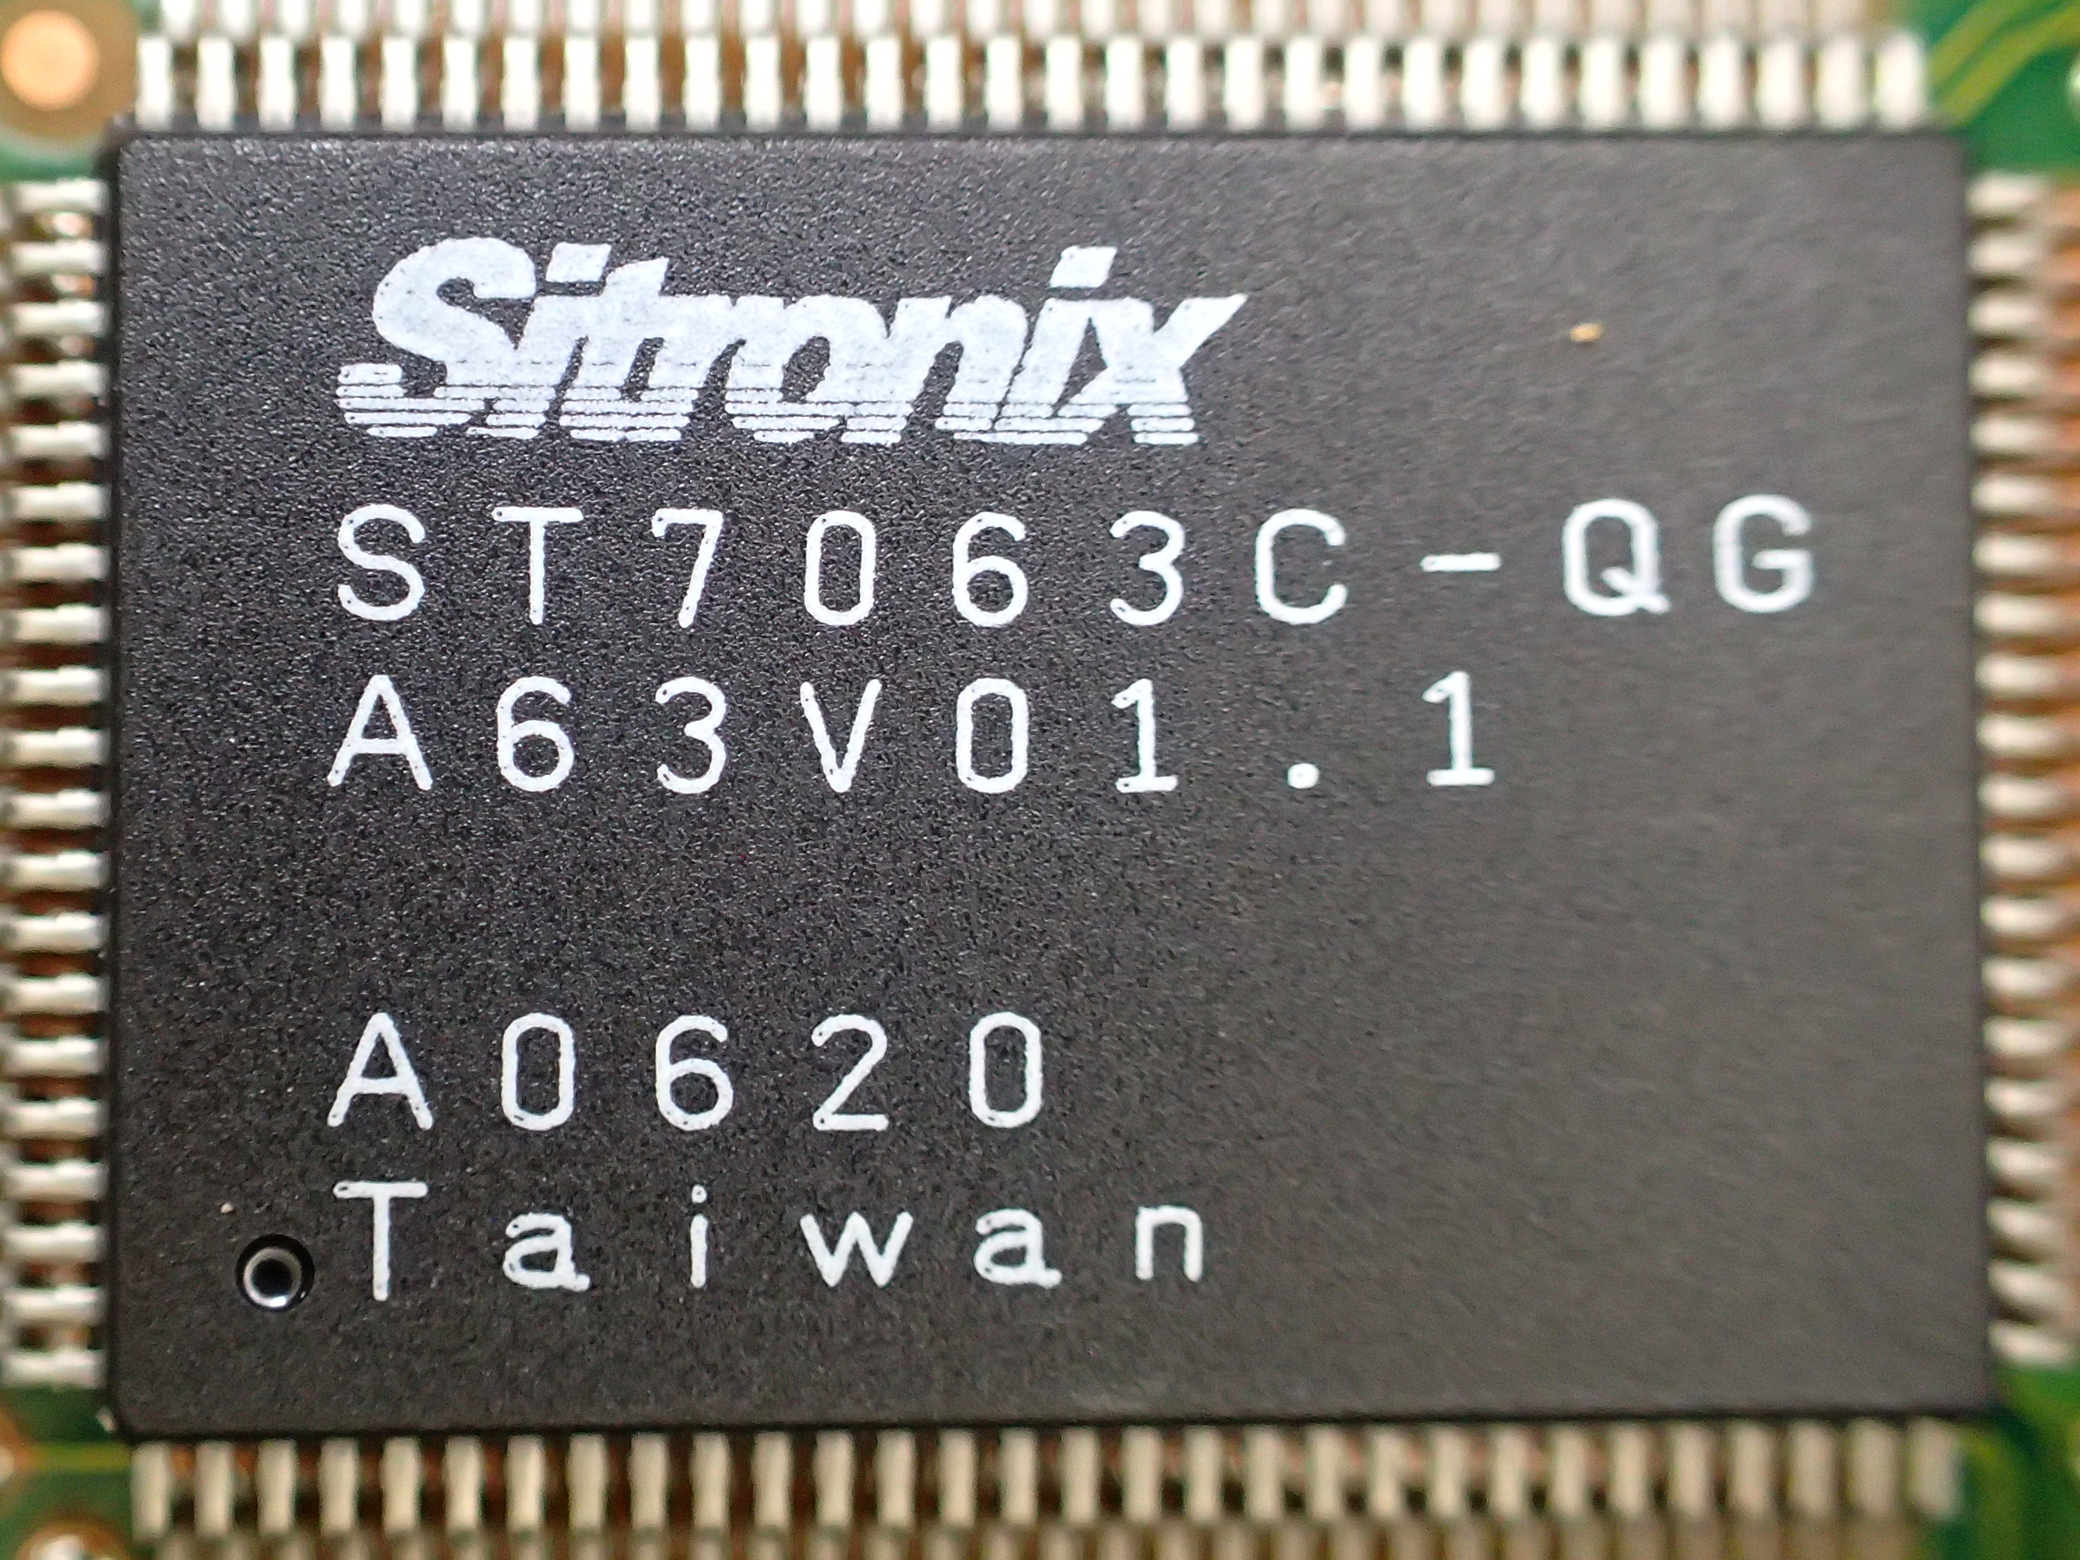 Sitronix
ST7063C-QG
A63V01.1
A0620
Taiwan